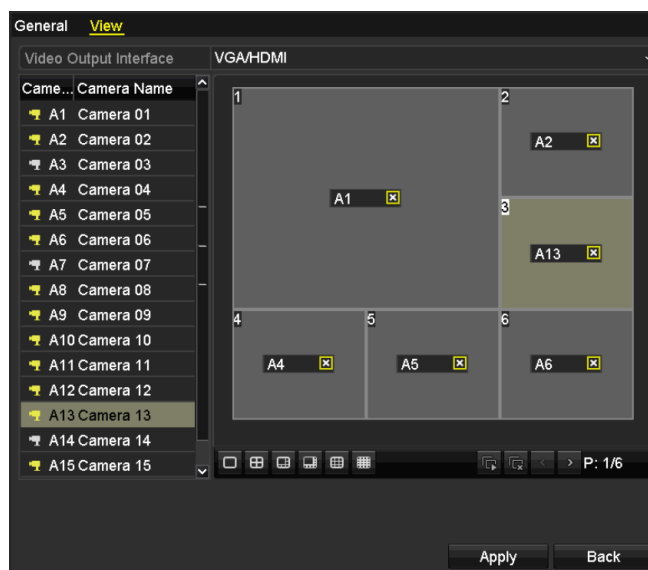 General View
Video Output Interface VGA/HDMI
Came... Camera Name
A1 Camera 01
A2 Camera 02
A3 Camera 03
A4 Camera 04
A5 Camera 05
A6 Camera 06
A7 Camera 07
A8 Camera 08
A9 Camera 09
A10 Camera 10
A11 Camera 11
A12 Camera 12
A13 Camera 13
A14 Camera 14
A15 Camera 15
1
A1
2
A2
3
A13
4
A4
5
A5
6
A6
P: 1/6
Apply Back